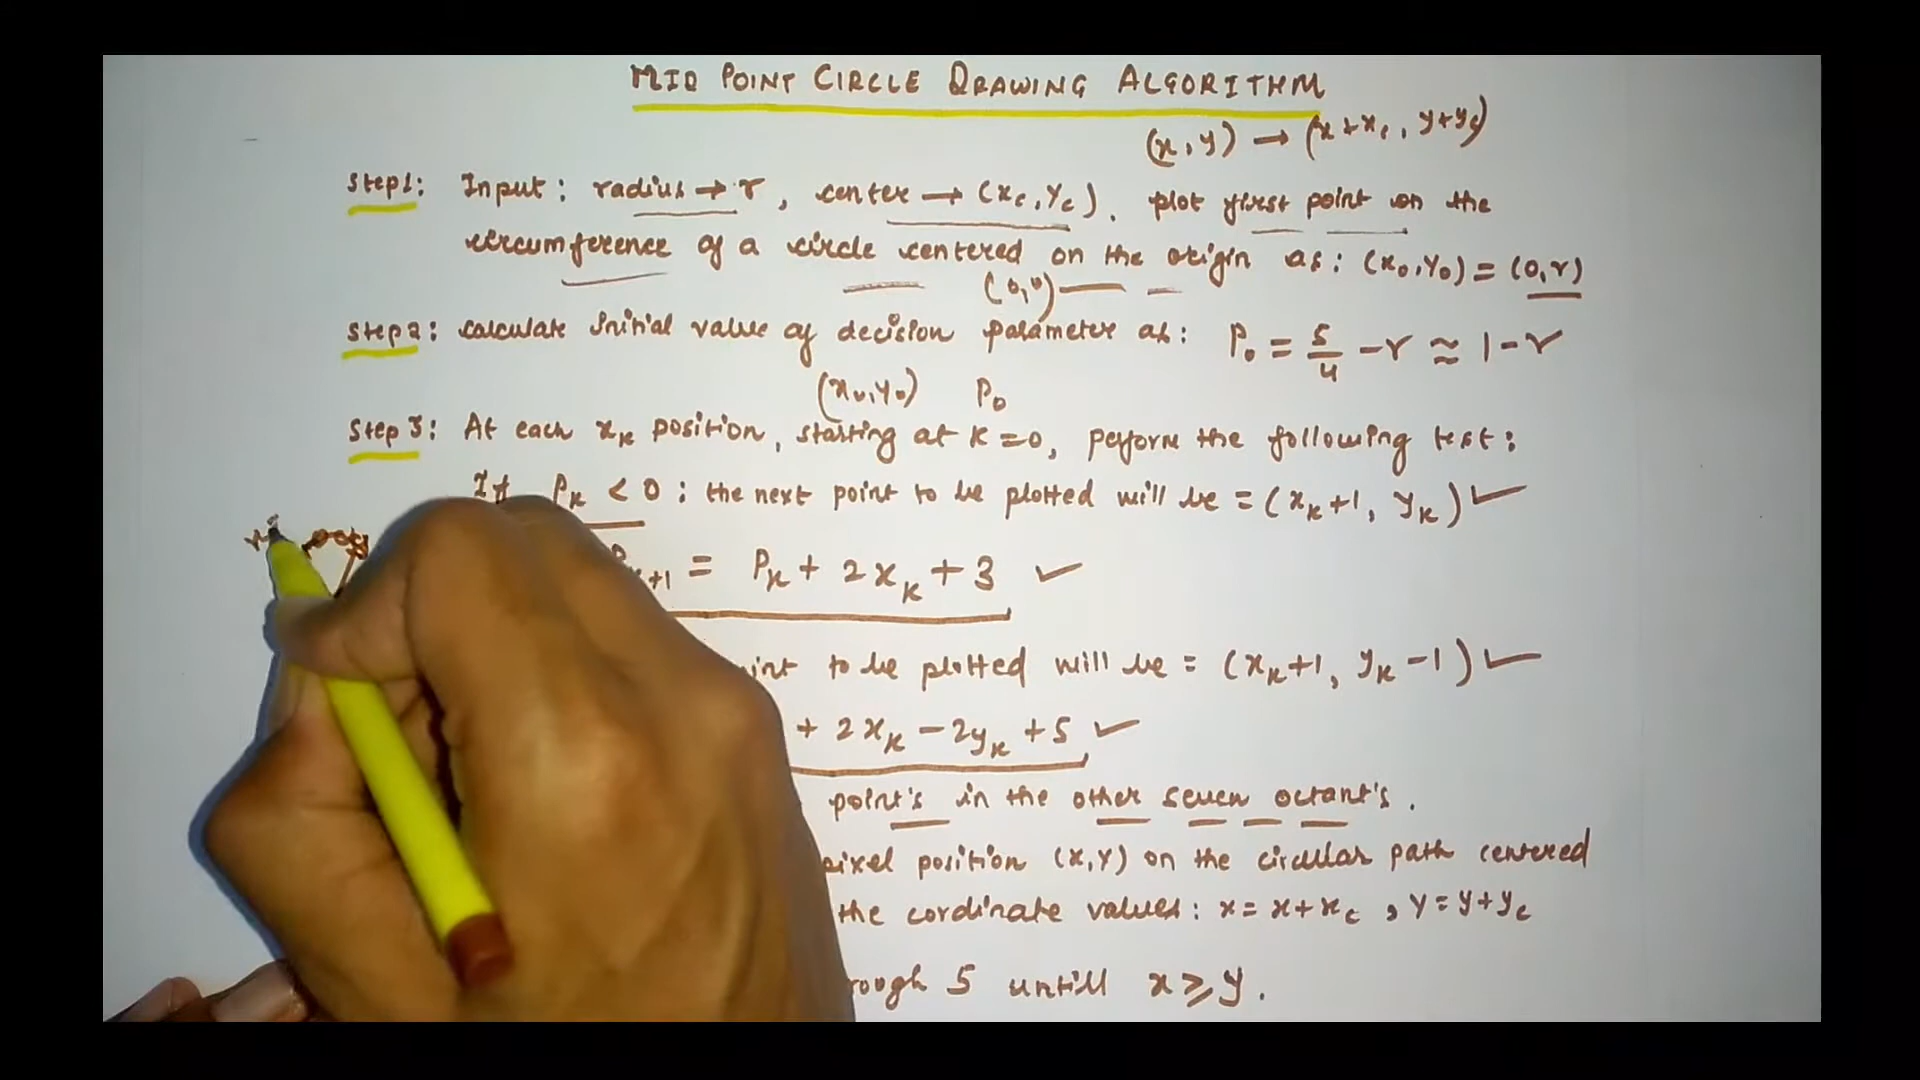 MID POINT CIRCLE DRAWING ALGORITHM
(x, y) → (x+xc, y+yc)
Step1: Input: radius → r, center → (xc, yc). plot first point on the
circumference of a circle centered on the origin as: (x0, y0) = (0, r)
(0,0)
Step2: calculate initial value of decision parameter as: P0 = 5/4 - r ≈ 1 - r
(x0, y0) P0
Step 3: At each xk position, starting at K=0, perform the following test:
If Pk < 0 : the next point to be plotted will be = (xk+1, yk) ✓
+1 = Pk + 2xk + 3 ✓
to be plotted will be = (xk+1, yk-1) ✓
+ 2xk - 2yk + 5 ✓
point's in the other seven octant's.
position (x, y) on the circular path centered
the cordinate values: x = x+xc, y = y+yc
5 untill x ≥ y.